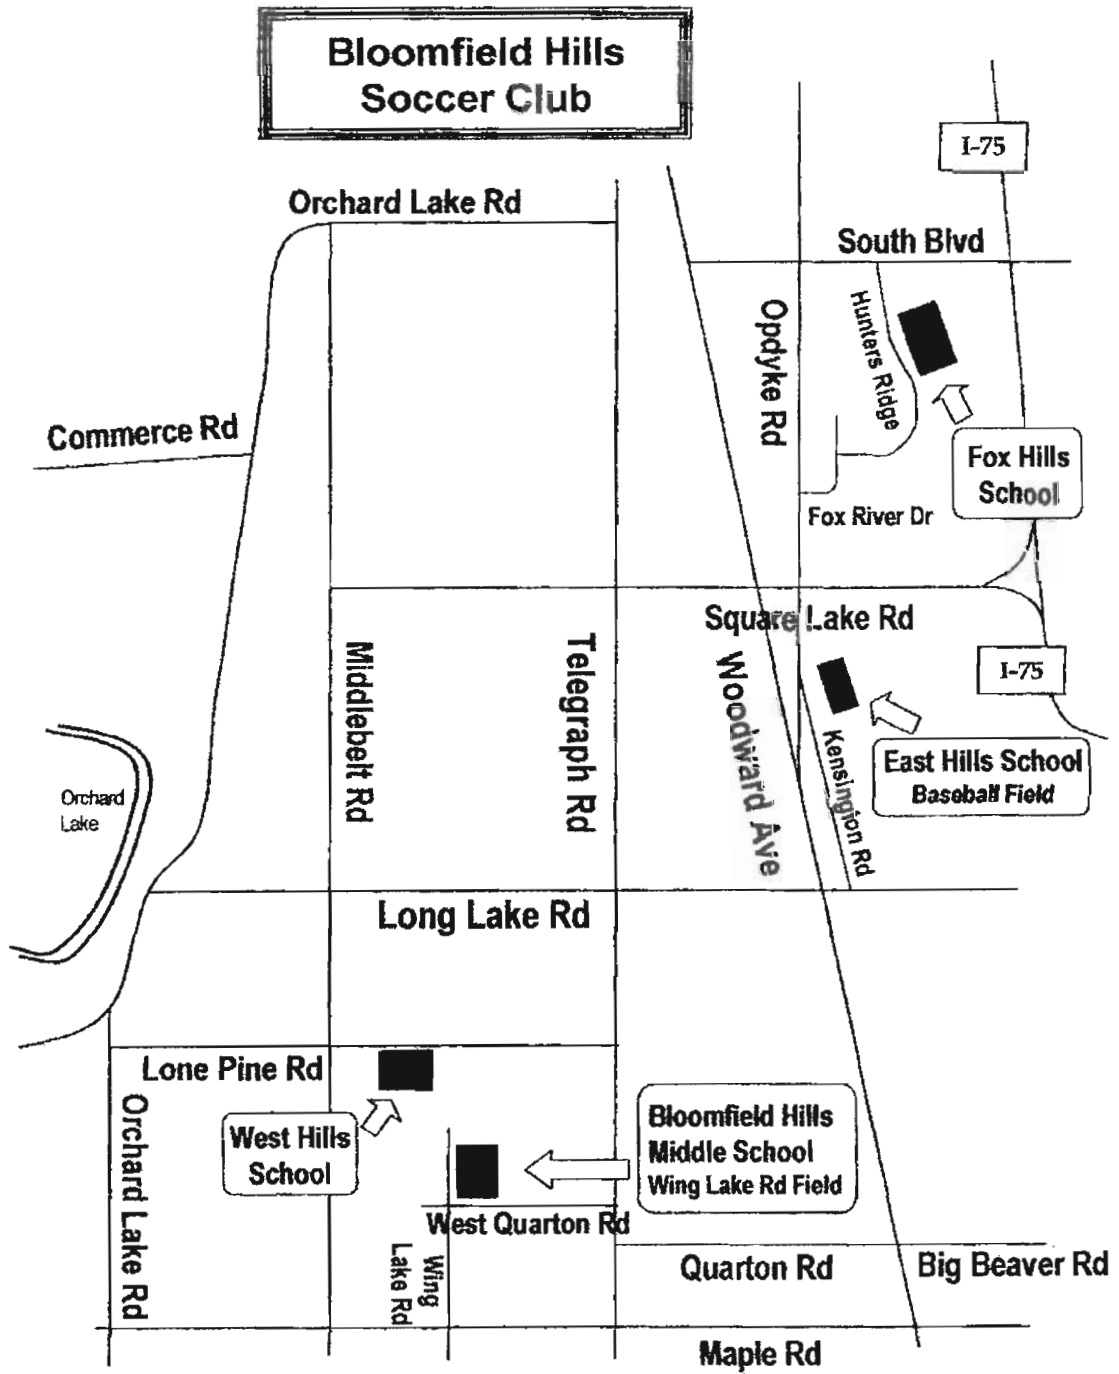 Bloomfield Hills
Soccer Club
I-75
Orchard Lake Rd
South Blvd
Opdyke Rd
Hunters Ridge
Commerce Rd
Fox Hills
School
Fox River Dr
Square Lake Rd
Middlebelt Rd
Telegraph Rd
Woodward Ave
I-75
Kensington Rd
East Hills School
Baseball Field
Orchard
Lake
Long Lake Rd
Lone Pine Rd
Orchard Lake Rd
West Hills
School
Bloomfield Hills
Middle School
Wing Lake Rd Field
West Quarton Rd
Wing
Lake Rd
Quarton Rd
Big Beaver Rd
Maple Rd